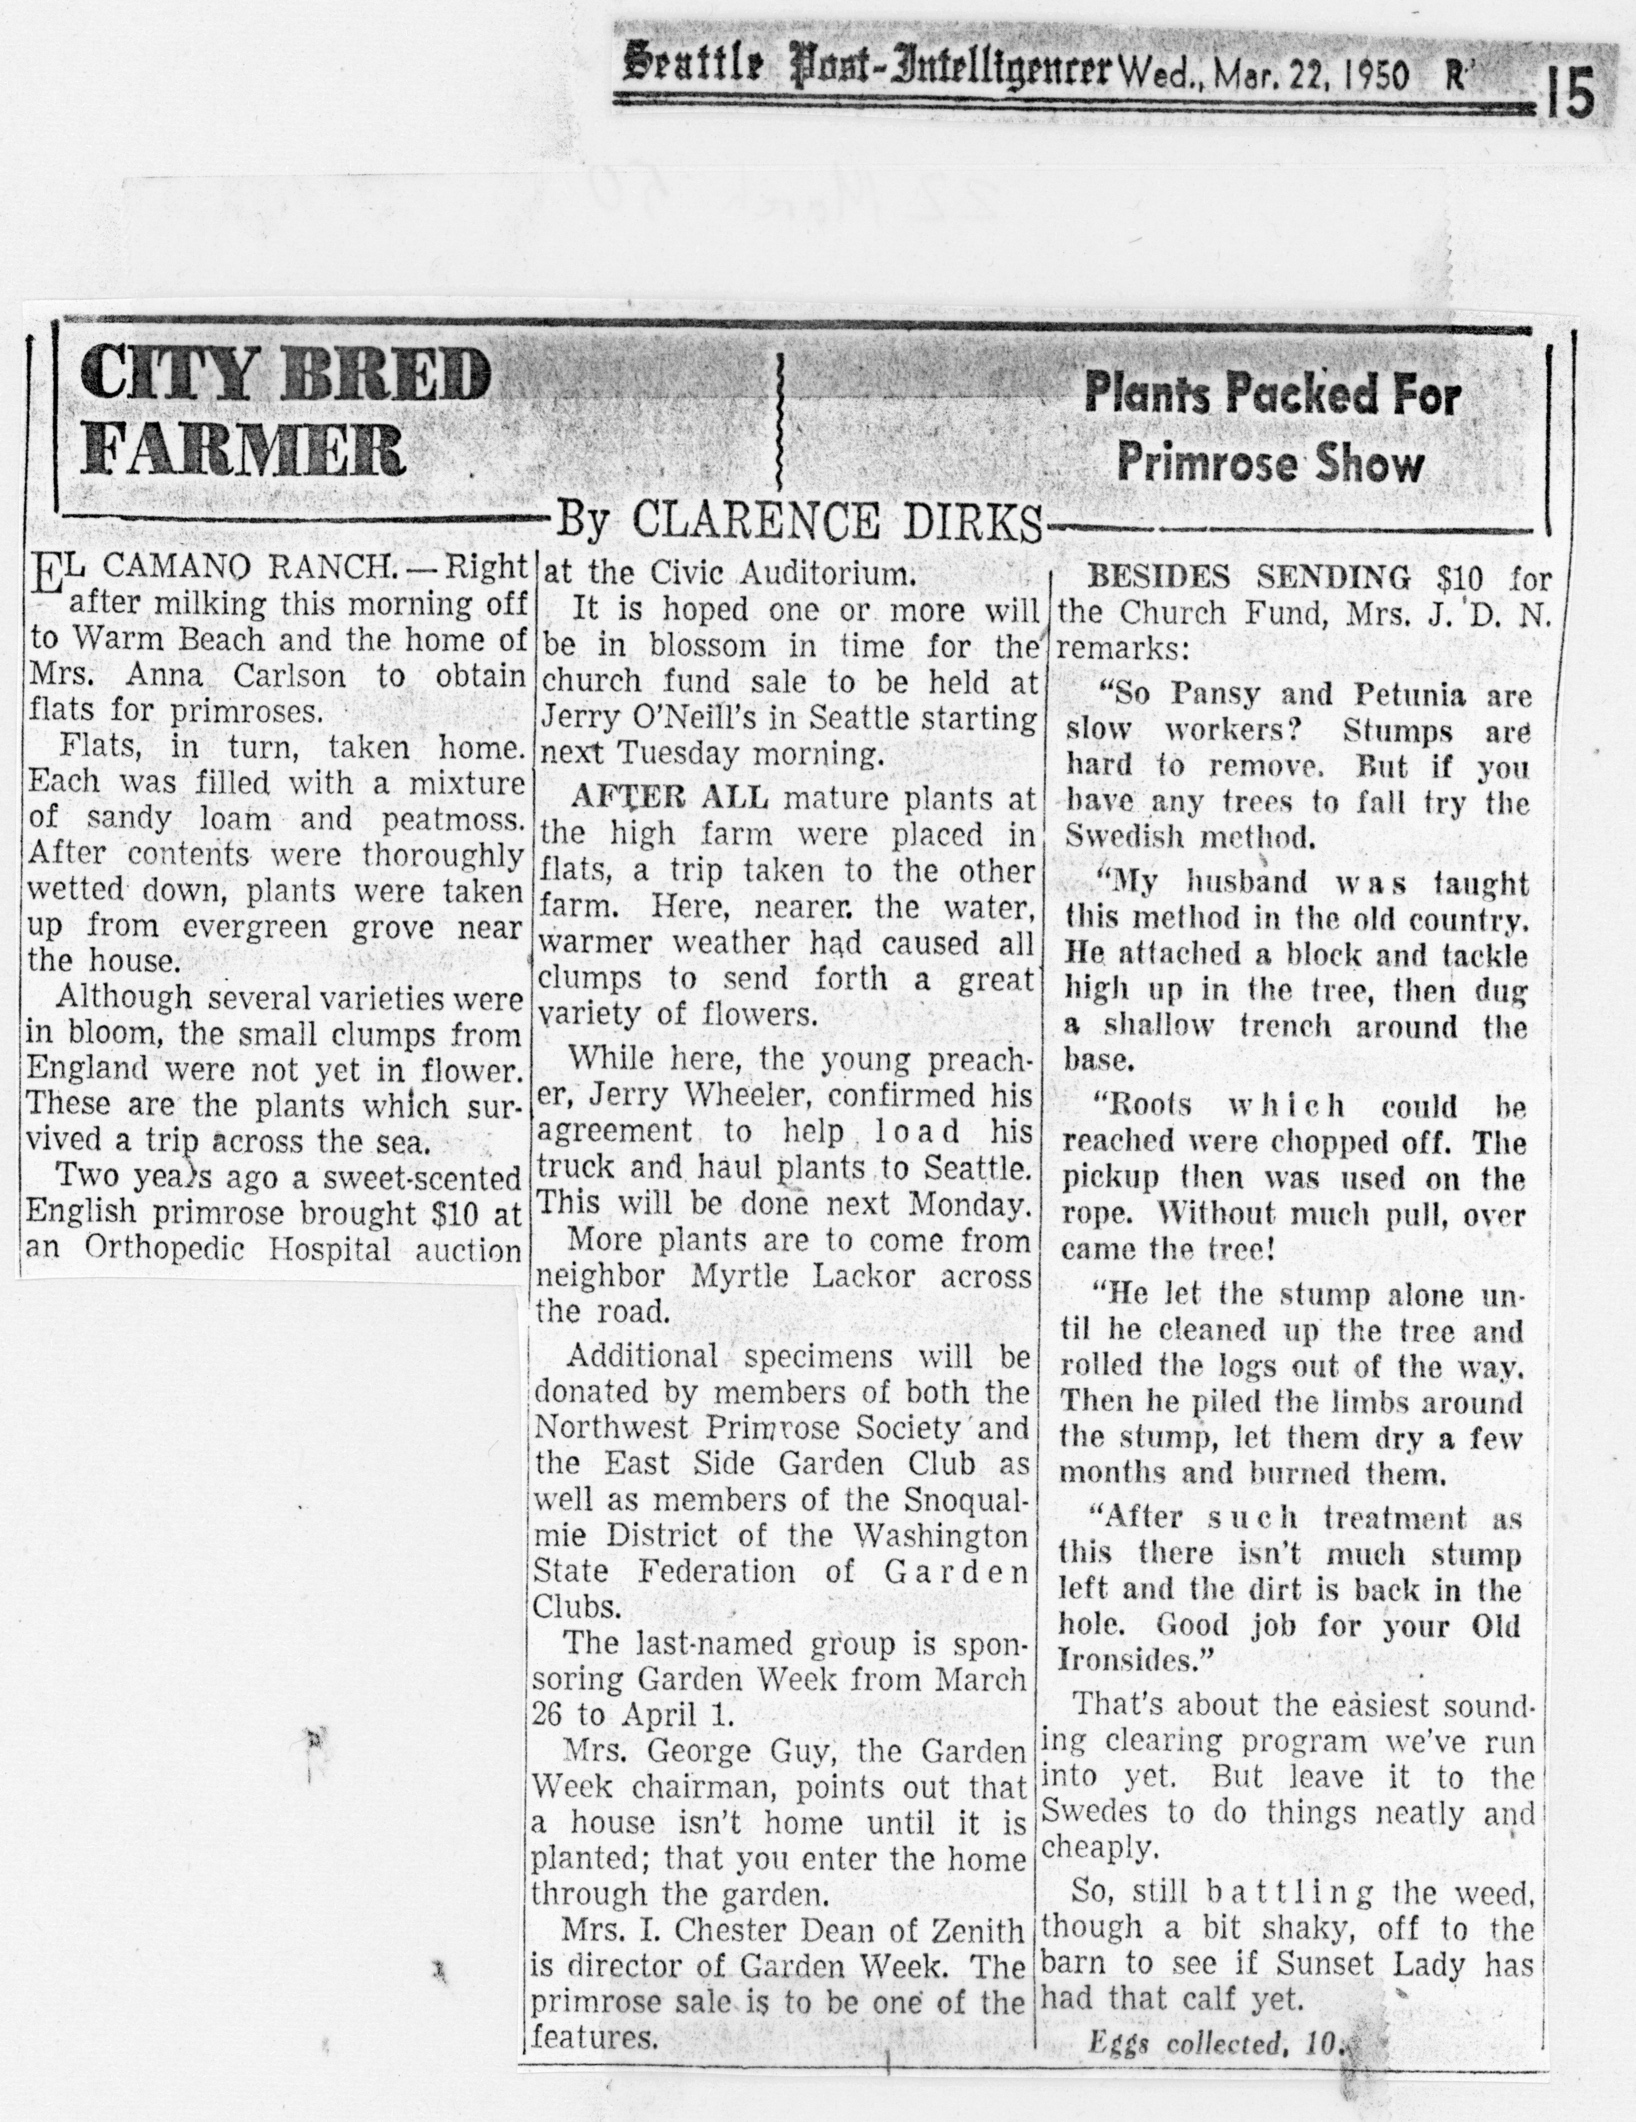 Seattle Post-Intelligencer Wed., Mar. 22, 1950 R 15
CITY BRED
FARMER
Plants Packed For
Primrose Show
By CLARENCE DIRKS
EL CAMANO RANCH.—Right
after milking this morning off
to Warm Beach and the home of
Mrs. Anna Carlson to obtain
flats for primroses.
Flats, in turn, taken home.
Each was filled with a mixture
of sandy loam and peatmoss.
After contents were thoroughly
wetted down, plants were taken
up from evergreen grove near
the house.
Although several varieties were
in bloom, the small clumps from
England were not yet in flower.
These are the plants which sur-
vived a trip across the sea.
Two years ago a sweet-scented
English primrose brought $10 at
an Orthopedic Hospital auction
at the Civic Auditorium.
It is hoped one or more will
be in blossom in time for the
church fund sale to be held at
Jerry O'Neill's in Seattle starting
next Tuesday morning.
AFTER ALL mature plants at
the high farm were placed in
flats, a trip taken to the other
farm. Here, nearer the water,
warmer weather had caused all
clumps to send forth a great
variety of flowers.
While here, the young preach-
er, Jerry Wheeler, confirmed his
agreement to help load his
truck and haul plants to Seattle.
This will be done next Monday.
More plants are to come from
neighbor Myrtle Lackor across
the road.
Additional specimens will be
donated by members of both the
Northwest Primrose Society and
the East Side Garden Club as
well as members of the Snoqual-
mie District of the Washington
State Federation of Garden
Clubs.
The last-named group is spon-
soring Garden Week from March
26 to April 1.
Mrs. George Guy, the Garden
Week chairman, points out that
a house isn't home until it is
planted; that you enter the home
through the garden.
Mrs. I. Chester Dean of Zenith
is director of Garden Week. The
primrose sale is to be one of the
features.
BESIDES SENDING $10 for
the Church Fund, Mrs. J. D. N.
remarks:
"So Pansy and Petunia are
slow workers? Stumps are
hard to remove. But if you
have any trees to fall try the
Swedish method.
"My husband was taught
this method in the old country.
He attached a block and tackle
high up in the tree, then dug
a shallow trench around the
base.
"Roots which could be
reached were chopped off. The
pickup then was used on the
rope. Without much pull, over
came the tree!
"He let the stump alone un-
til he cleaned up the tree and
rolled the logs out of the way.
Then he piled the limbs around
the stump, let them dry a few
months and burned them.
"After such treatment as
this there isn't much stump
left and the dirt is back in the
hole. Good job for your Old
Ironsides."
That's about the easiest sound-
ing clearing program we've run
into yet. But leave it to the
Swedes to do things neatly and
cheaply.
So, still battling the weed,
though a bit shaky, off to the
barn to see if Sunset Lady has
had that calf yet.
Eggs collected, 10.